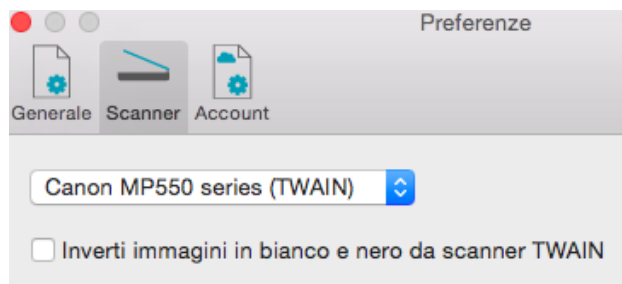 Preferenze
Generale Scanner Account
Canon MP550 series (TWAIN)
Inverti immagini in bianco e nero da scanner TWAIN